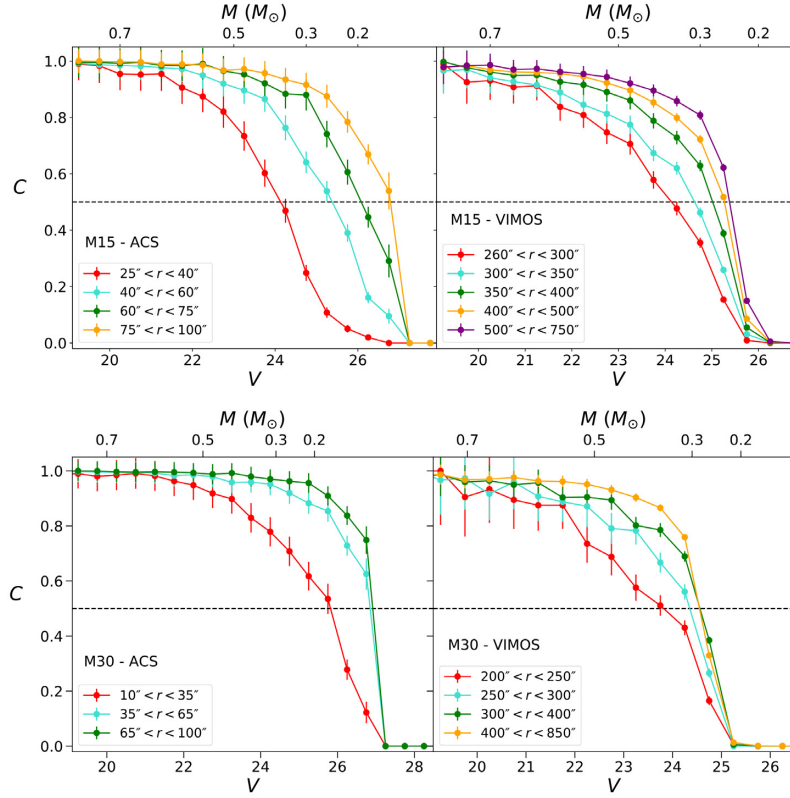 M (M⊙)
0.7 0.5 0.3 0.2
1.0
0.8
0.6
0.4
0.2
0.0
C
M15 - ACS
25″ < r < 40″
40″ < r < 60″
60″ < r < 75″
75″ < r < 100″
20 22 24 26
V
M (M⊙)
0.7 0.4 0.3 0.2
M15 - VIMOS
260″ < r < 300″
300″ < r < 350″
350″ < r < 400″
400″ < r < 500″
500″ < r < 750″
20 21 22 23 24 25 26
V
M (M⊙)
0.7 0.5 0.3 0.2
1.0
0.8
0.6
0.4
0.2
0.0
C
M30 - ACS
10″ < r < 35″
35″ < r < 65″
65″ < r < 100″
20 22 24 26 28
V
M (M⊙)
0.7 0.5 0.3 0.2
M30 - VIMOS
200″ < r < 250″
250″ < r < 300″
300″ < r < 400″
400″ < r < 850″
20 21 22 23 24 25 26
V